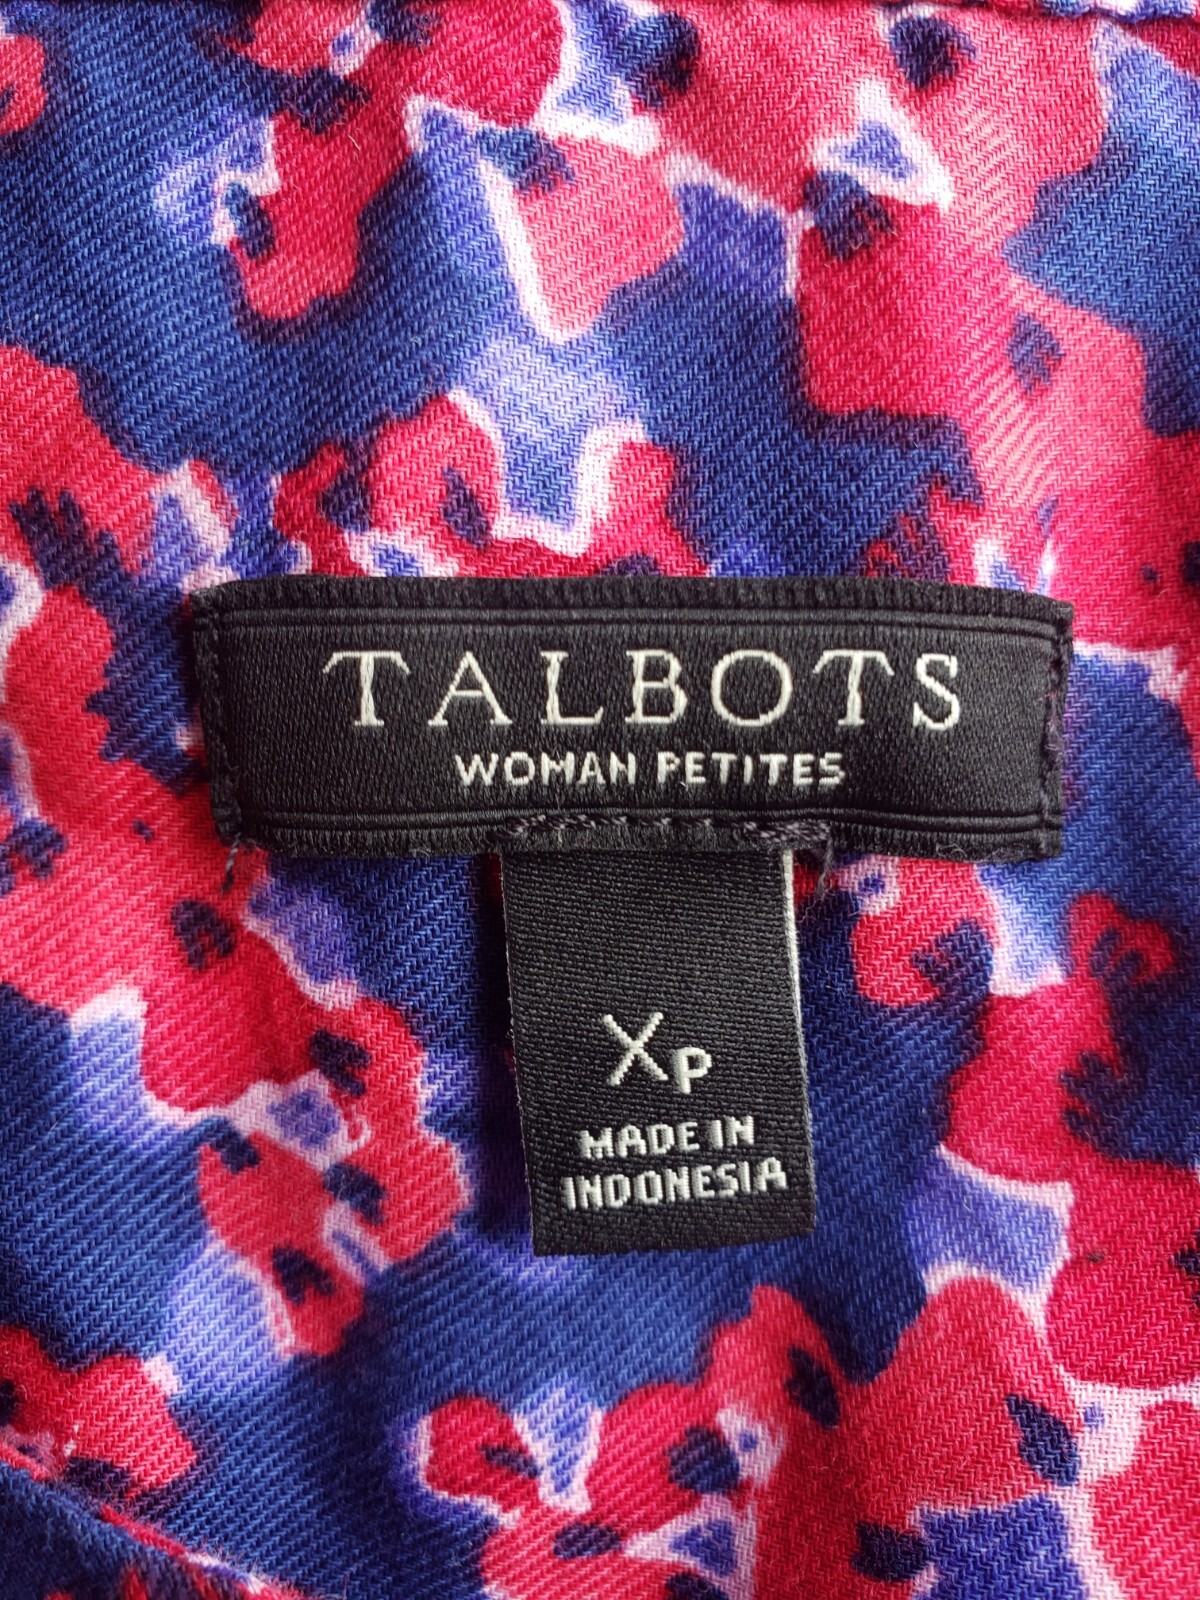 TALBOTS
WOMAN PETITES
XP
MADE IN
INDONESIA